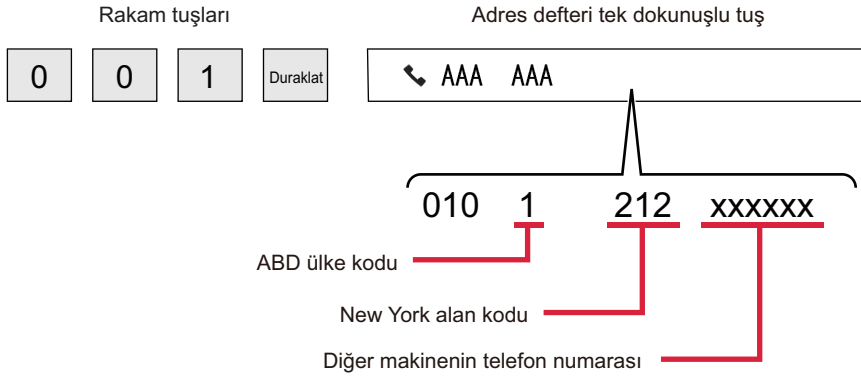 Rakam tuşları
Adres defteri tek dokunuşlu tuş
0 0 1 Duraklat
AAA AAA
010 1 212 xxxxxx
ABD ülke kodu
New York alan kodu
Diğer makinenin telefon numarası